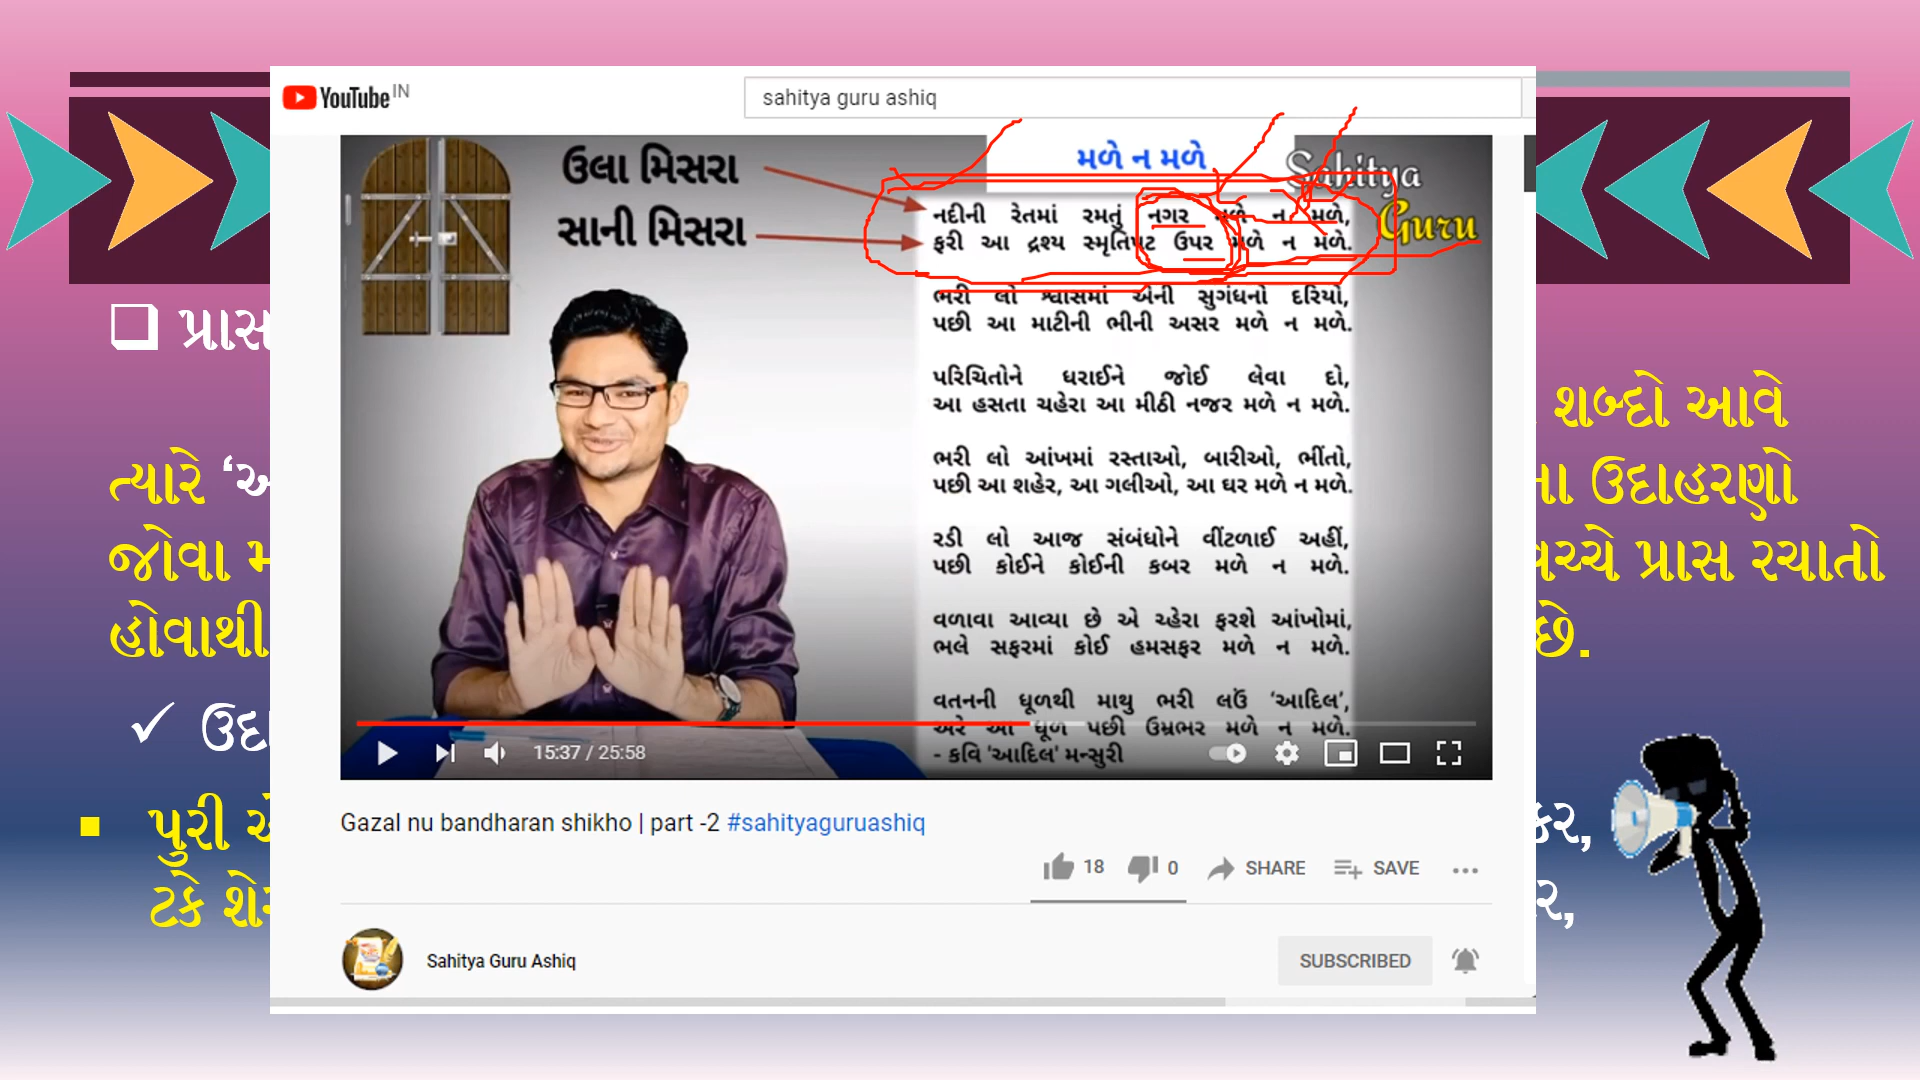 YouTube IN
sahitya guru ashiq
મળે ન મળે
Sahitya
Guru
ઉલા મિસરા
સાની મિસરા
નદીની રેતમાં રમતું નગર મળે ન મળે,
ફરી આ દ્રશ્ય સ્મૃતિપટ ઉપર મળે ન મળે.
ભરી લો શ્વાસમાં એની સુગંધનો દરિયો,
પછી આ માટીની ભીની અસર મળે ન મળે.
પરિચિતોને ધરાઈને જોઈ લેવા દો,
આ હસતા ચહેરા આ મીઠી નજર મળે ન મળે.
ભરી લો આંખમાં રસ્તાઓ, બારીઓ, ભીંતો,
પછી આ શહેર, આ ગલીઓ, આ ઘર મળે ન મળે.
રડી લો આજ સંબંધોને વીંટળાઈ અહીં,
પછી કોઈને કોઈની કબર મળે ન મળે.
વળાવા આવ્યા છે એ ચ્હેરા ફરશે આંખોમાં,
ભલે સફરમાં કોઈ હમસફર મળે ન મળે.
વતનની ધૂળથી માથુ ભરી લઉં ‘આદિલ’,
અરે આ ધૂળ પછી ઉમ્રભર મળે ન મળે.
- કવિ 'આદિલ' મન્સુરી
15:37 / 25:58
Gazal nu bandharan shikho | part -2 #sahityaguruashiq
18 0 SHARE SAVE
Sahitya Guru Ashiq
SUBSCRIBED
પ્રાસ
શબ્દો આવે
ત્યારે ઉદાહરણો
જોવા પ્રાસ રચાતો
હોવાથી છે.
પુરી
ટકે